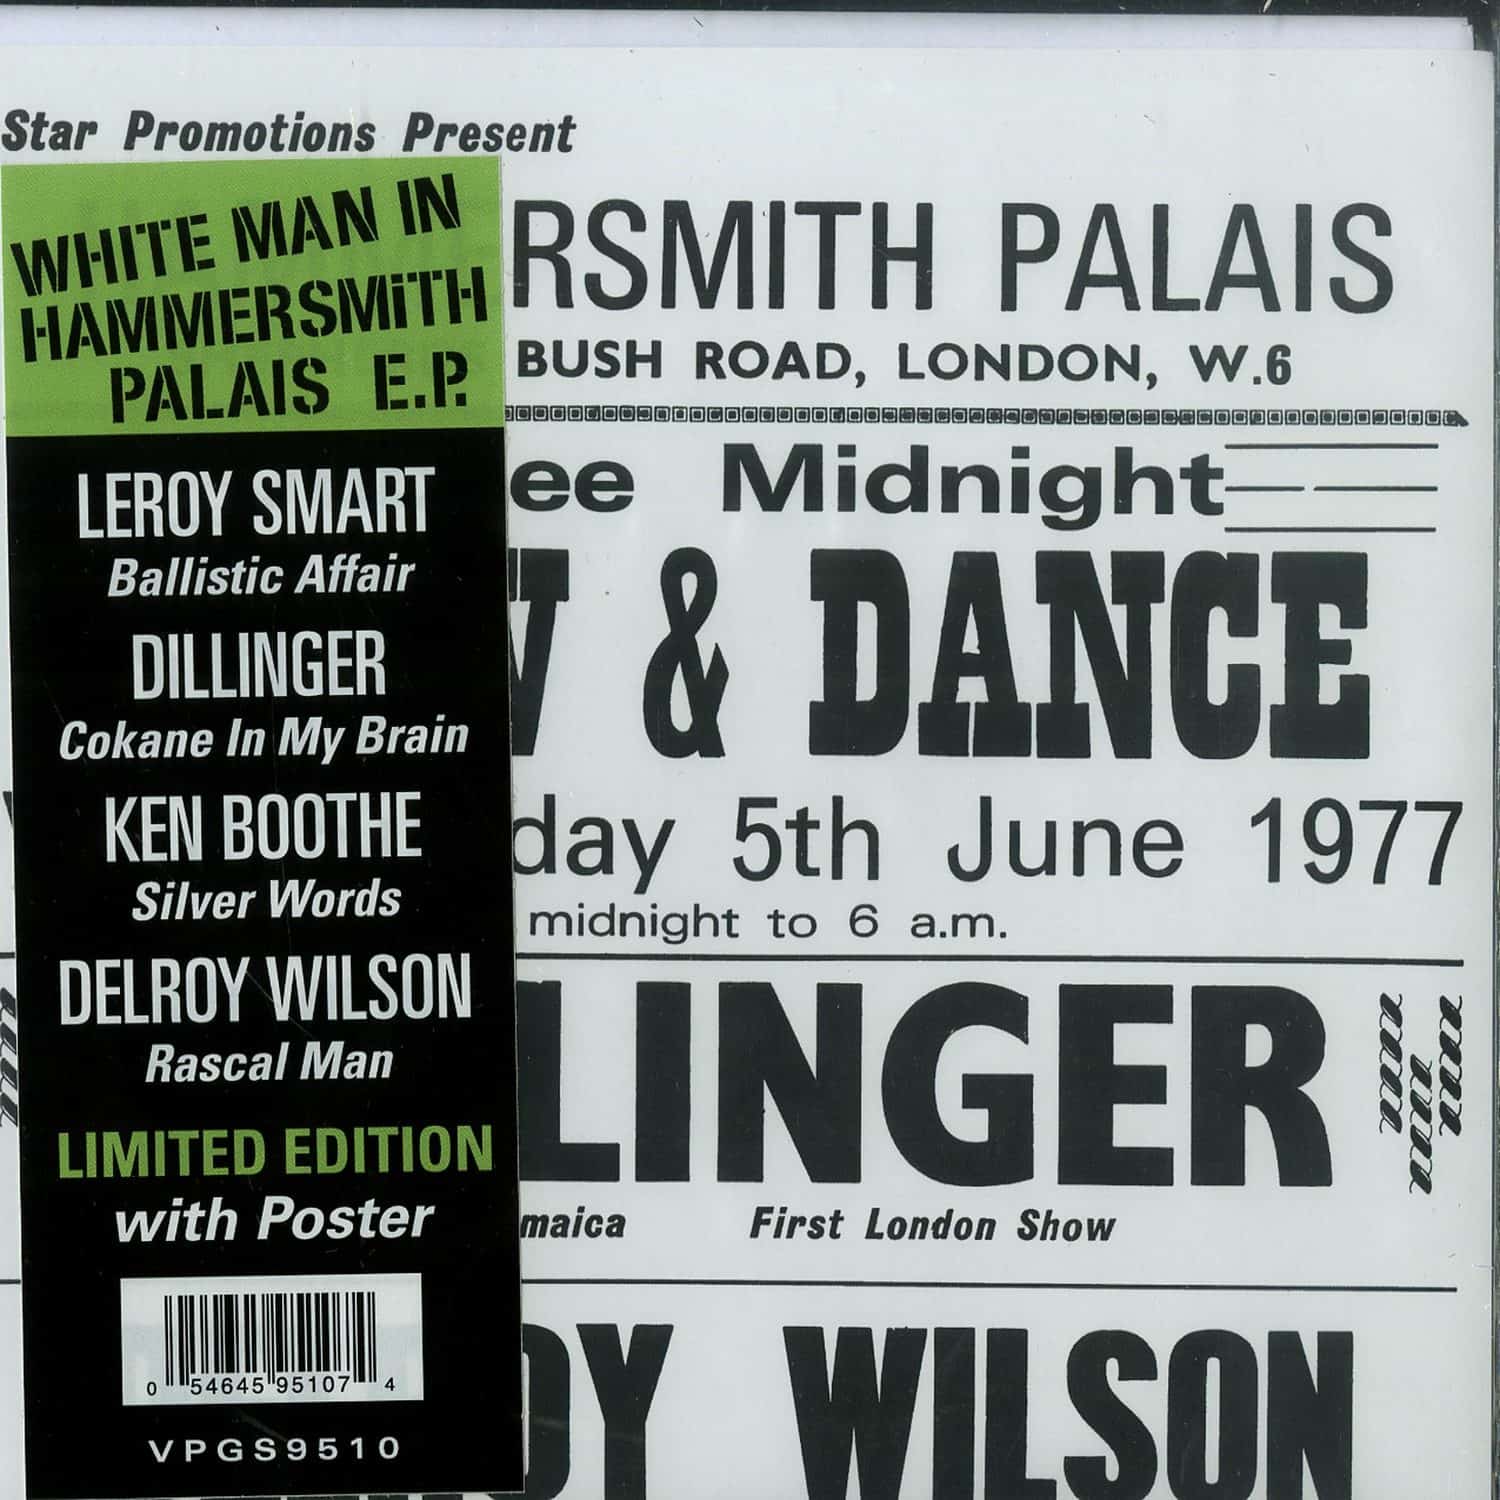 Star Promotions Present
WHITE MAN IN
HAMMERSMiTH
PALAIS E.P.
LEROY SMART
Ballistic Affair
DILLINGER
Cokane In My Brain
KEN BOOTHE
Silver Words
DELROY WILSON
Rascal Man
LIMITED EDITION
with Poster
0 54645 95107 4
VPGS9510
RSMITH PALAIS
BUSH ROAD, LONDON, W.6
ee Midnight
W & DANCE
day 5th June 1977
midnight to 6 a.m.
LINGER
maica First London Show
OY WILSON